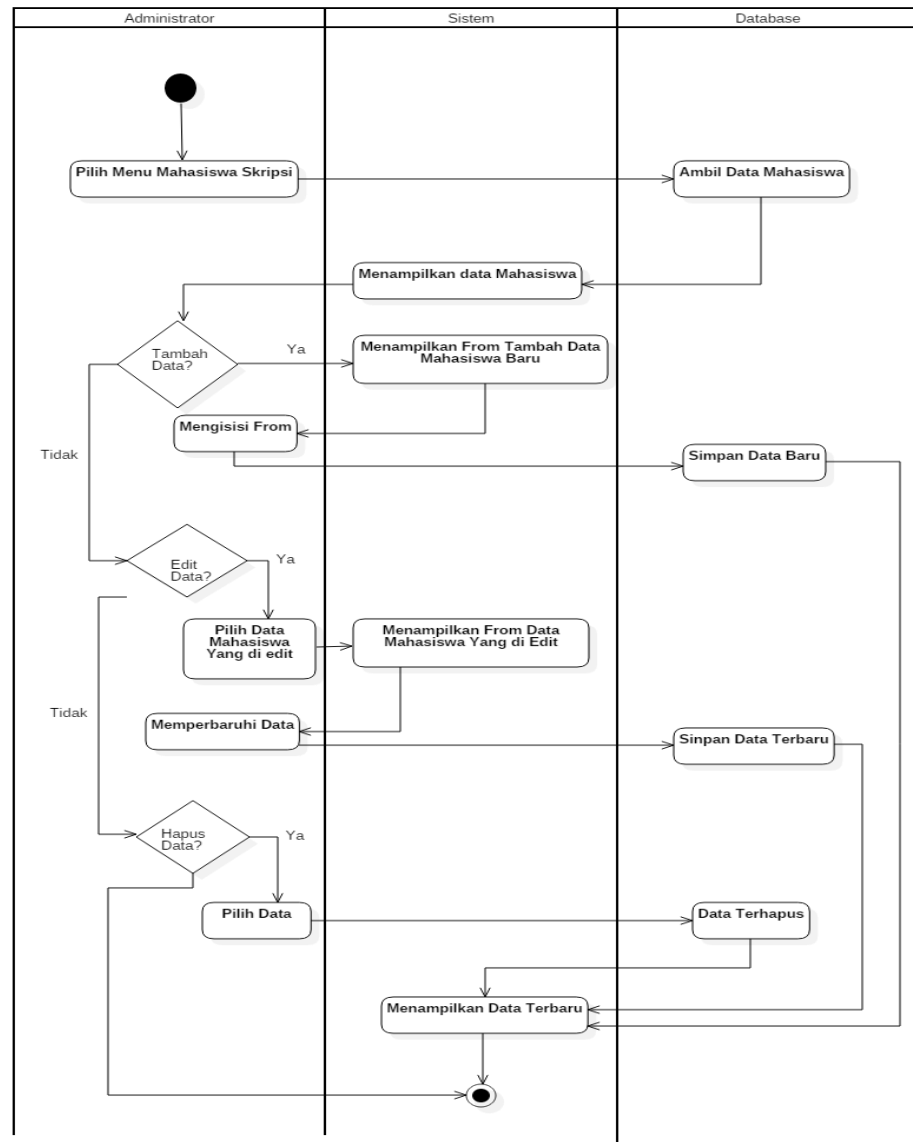 Administrator
Sistem
Database
Pilih Menu Mahasiswa Skripsi
Ambil Data Mahasiswa
Menampilkan data Mahasiswa
Tambah
Data?
Ya
Menampilkan From Tambah Data
Mahasiswa Baru
Mengisisi From
Tidak
Simpan Data Baru
Edit
Data?
Ya
Pilih Data
Mahasiswa
Yang di edit
Menampilkan From Data
Mahasiswa Yang di Edit
Tidak
Memperbaruhi Data
Sinpan Data Terbaru
Hapus
Data?
Ya
Pilih Data
Data Terhapus
Menampilkan Data Terbaru